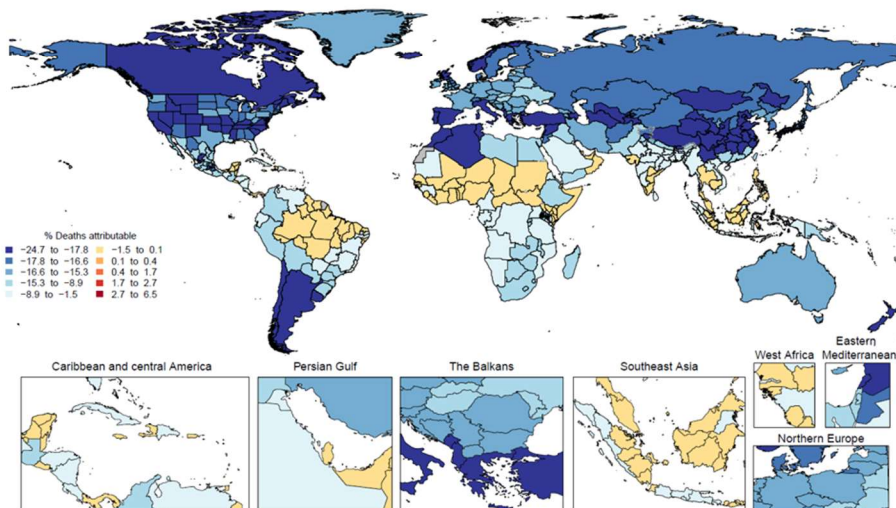 % Deaths attributable
−24.7 to −17.8
−17.8 to −16.6
−16.6 to −15.3
−15.3 to −8.9
−8.9 to −1.5
−1.5 to 0.1
0.1 to 0.4
0.4 to 1.7
1.7 to 2.7
2.7 to 6.5
Caribbean and central America
Persian Gulf
The Balkans
Southeast Asia
West Africa
Eastern
Mediterranean
Northern Europe